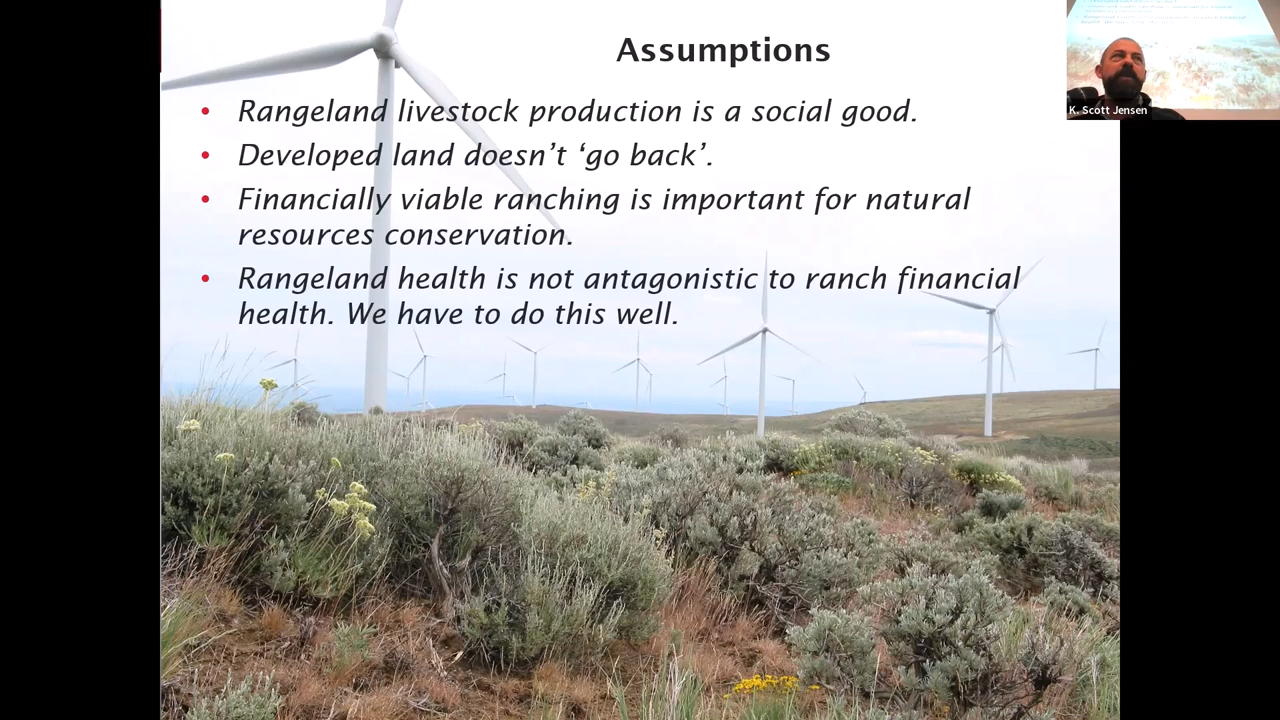 Assumptions
• Rangeland livestock production is a social good.
• Developed land doesn’t ‘go back’.
• Financially viable ranching is important for natural
resources conservation.
• Rangeland health is not antagonistic to ranch financial
health. We have to do this well.
K. Scott Jensen